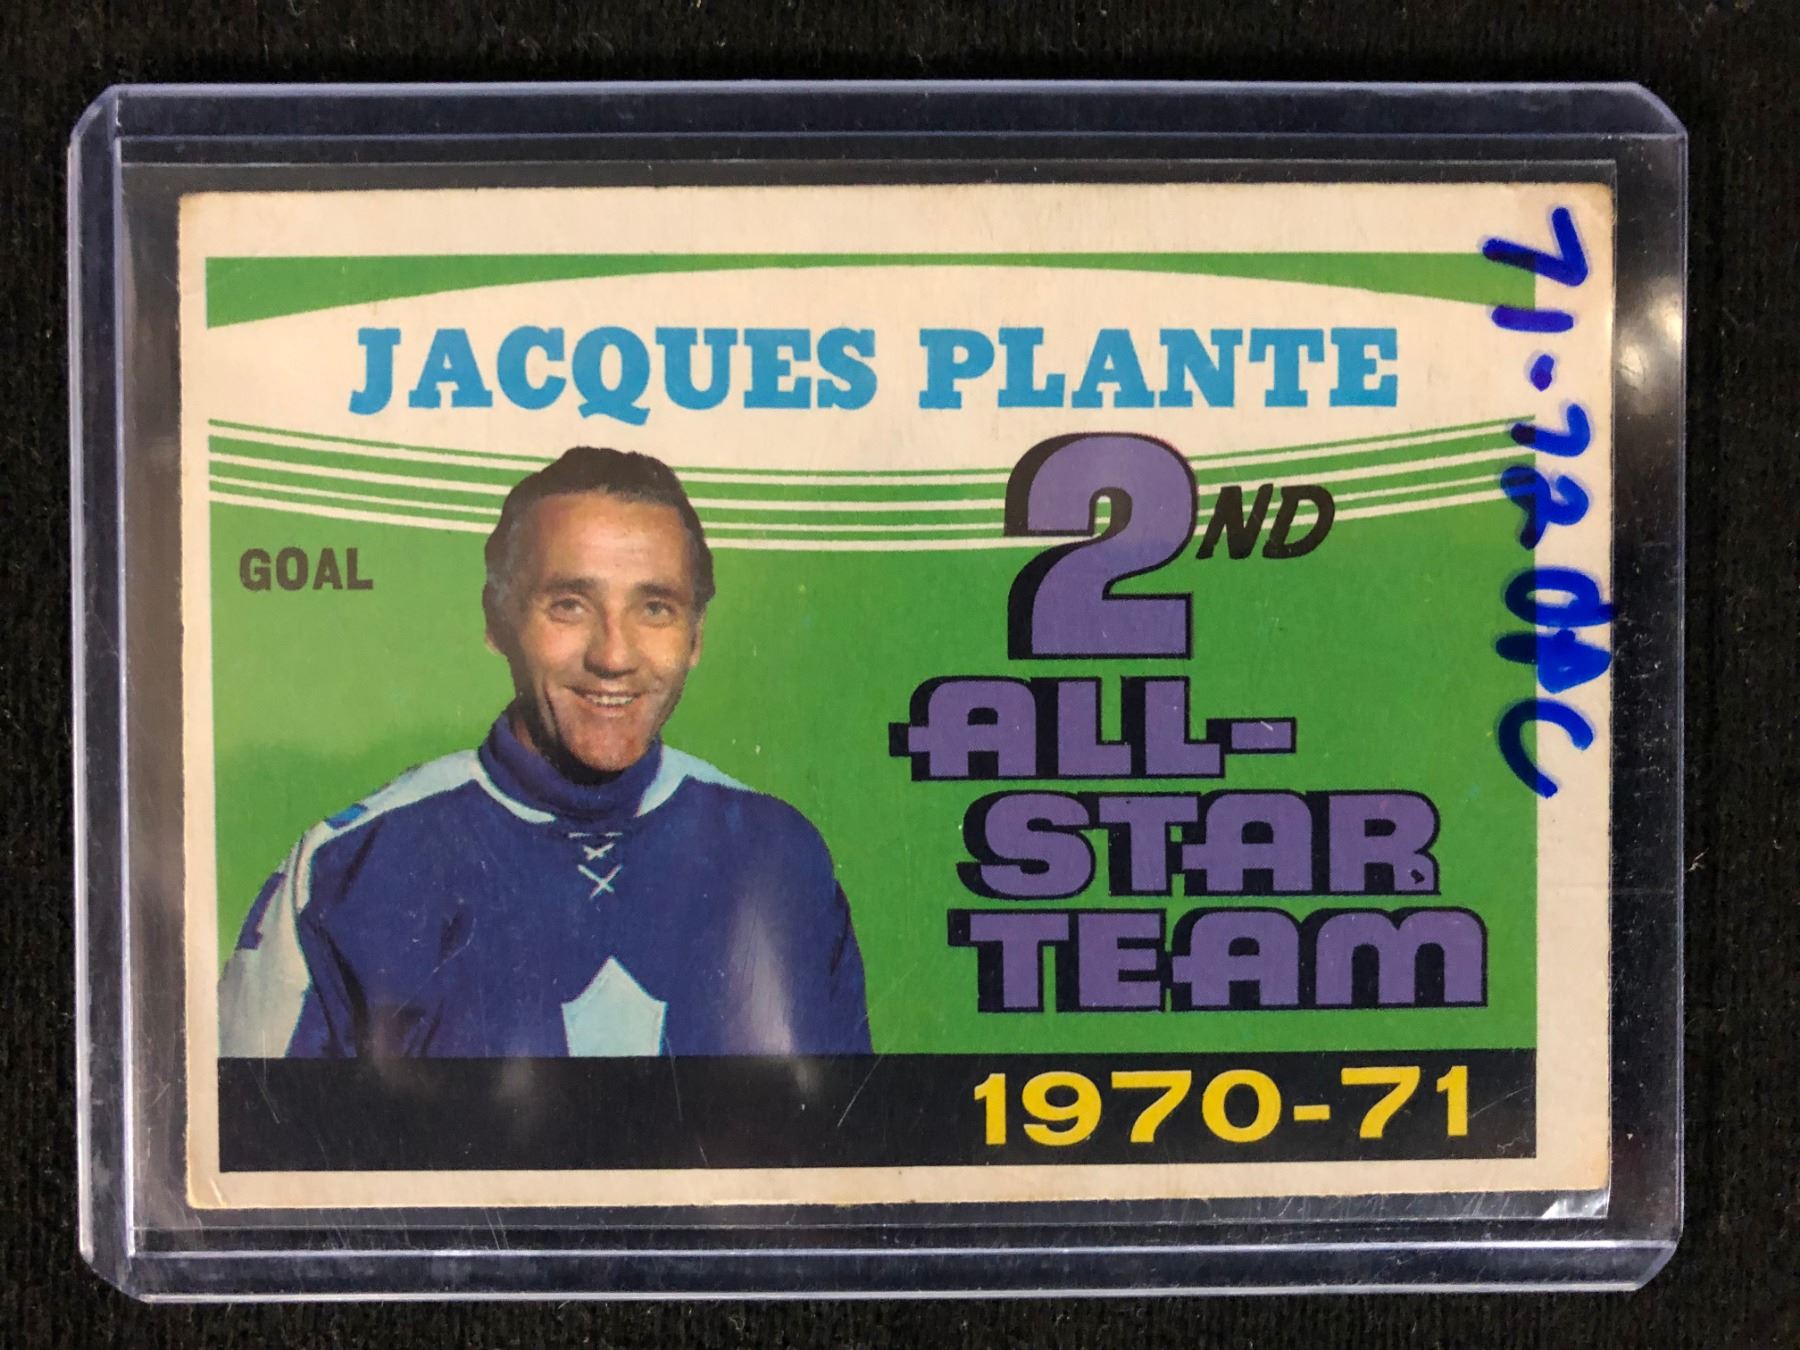 JACQUES PLANTE
GOAL
2ND
ALL-
STAR
TEAM
1970-71
71-72 OPC